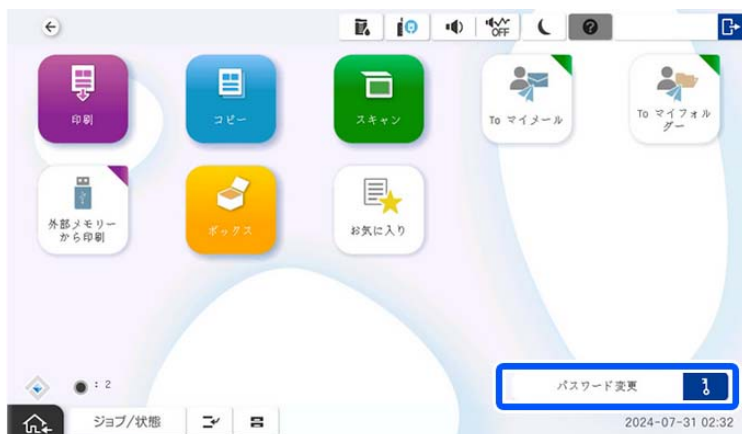 OFF
?
印刷
コピー
スキャン
To マイメール
To マイフォル
ダー
外部メモリー
から印刷
ボックス
お気に入り
: 2
パスワード変更
ジョブ/状態
2024-07-31 02:32